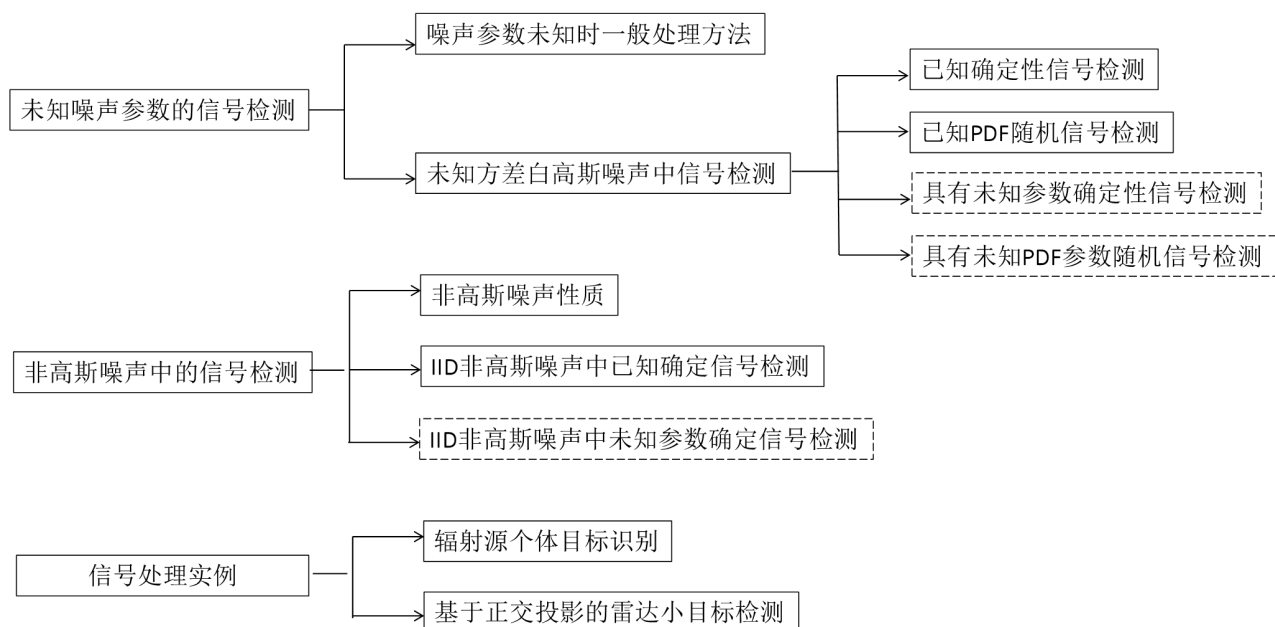 未知噪声参数的信号检测
噪声参数未知时一般处理方法
未知方差白高斯噪声中信号检测
已知确定性信号检测
已知PDF随机信号检测
具有未知参数确定性信号检测
具有未知PDF参数随机信号检测
非高斯噪声中的信号检测
非高斯噪声性质
IID非高斯噪声中已知确定信号检测
IID非高斯噪声中未知参数确定信号检测
信号处理实例
辐射源个体目标识别
基于正交投影的雷达小目标检测